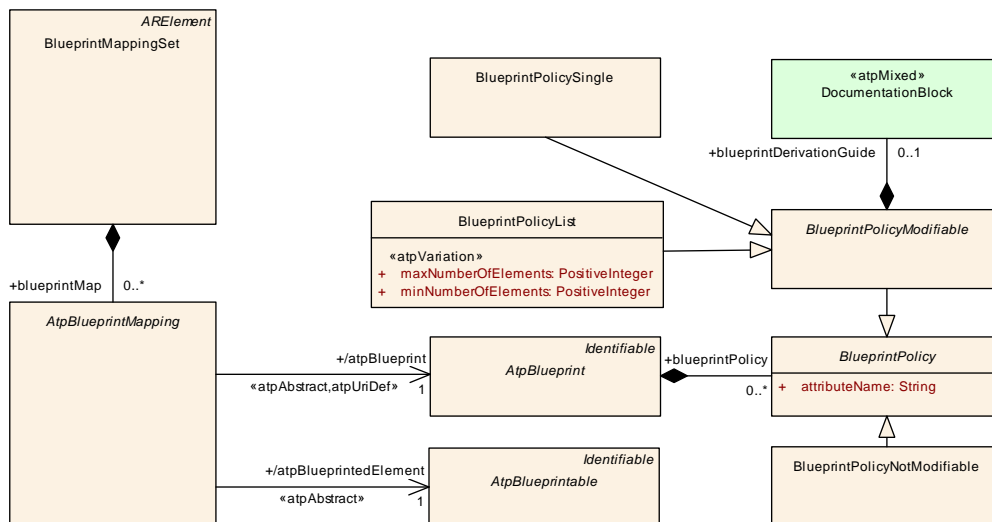 ARElement
BlueprintMappingSet
BlueprintPolicySingle
«atpMixed»
DocumentationBlock
+blueprintDerivationGuide 0..1
BlueprintPolicyList
«atpVariation»
+ maxNumberOfElements: PositiveInteger
+ minNumberOfElements: PositiveInteger
BlueprintPolicyModifiable
+blueprintMap 0..*
AtpBlueprintMapping
+/atpBlueprint
«atpAbstract,atpUriDef» 1
Identifiable
AtpBlueprint
+blueprintPolicy
0..*
BlueprintPolicy
+ attributeName: String
+/atpBlueprintedElement
«atpAbstract» 1
Identifiable
AtpBlueprintable
BlueprintPolicyNotModifiable